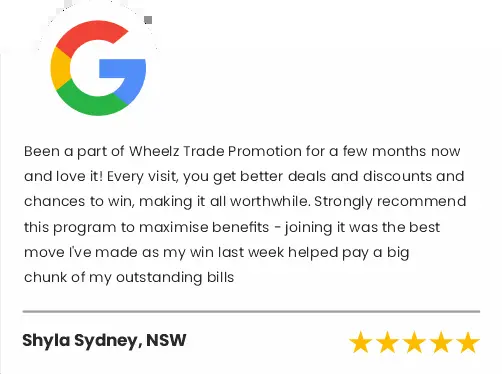 Been a part of Wheelz Trade Promotion for a few months now
and love it! Every visit, you get better deals and discounts and
chances to win, making it all worthwhile. Strongly recommend
this program to maximise benefits - joining it was the best
move I've made as my win last week helped pay a big
chunk of my outstanding bills
Shyla Sydney, NSW